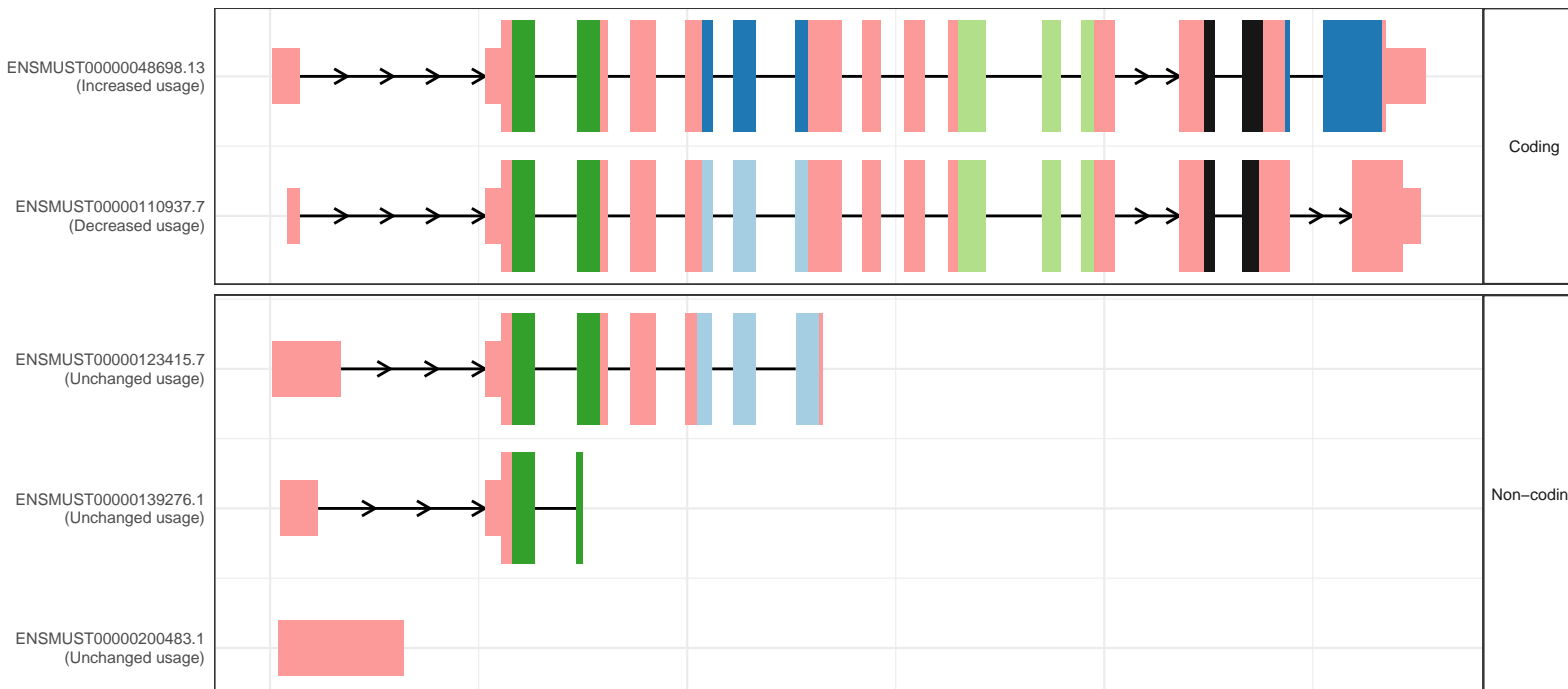 ENSMUST00000048698.13
(Increased usage)
Coding
ENSMUST00000110937.7
(Decreased usage)
ENSMUST00000123415.7
(Unchanged usage)
ENSMUST00000139276.1
(Unchanged usage)
Non−codin
ENSMUST00000200483.1
(Unchanged usage)